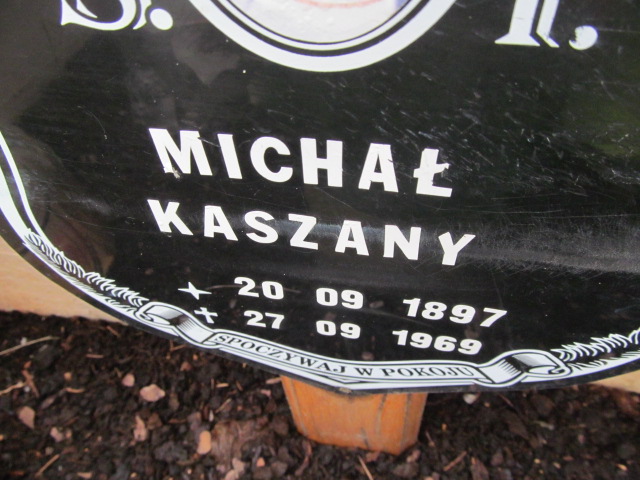 Ś. P.
MICHAŁ
KASZANY
20 09 1897
27 09 1969
SPOCZYWAJ W POKOJU